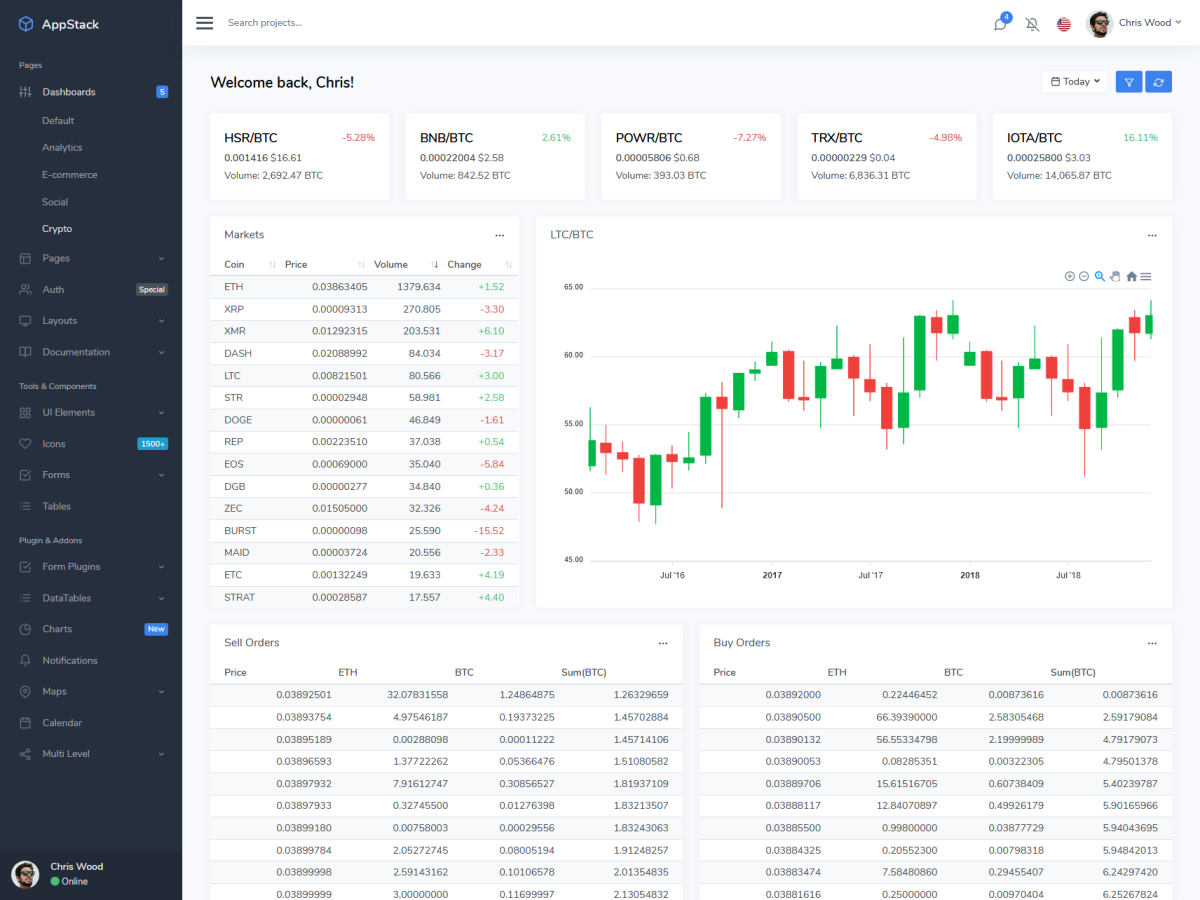 AppStack
Search projects...
4
Chris Wood
Pages
Dashboards 5
Default
Analytics
E-commerce
Social
Crypto
Pages
Auth Special
Layouts
Documentation
Tools & Components
UI Elements
Icons 1500+
Forms
Tables
Plugin & Addons
Form Plugins
DataTables
Charts New
Notifications
Maps
Calendar
Multi Level
Chris Wood
Online
Welcome back, Chris!
Today
HSR/BTC -5.28%
0.001416 $16.61
Volume: 2,692.47 BTC
BNB/BTC 2.61%
0.00022004 $2.58
Volume: 842.52 BTC
POWR/BTC -7.27%
0.00005806 $0.68
Volume: 393.03 BTC
TRX/BTC -4.98%
0.00000229 $0.04
Volume: 6,836.31 BTC
IOTA/BTC 16.11%
0.00025800 $3.03
Volume: 14,065.87 BTC
Markets ...
Coin Price Volume Change
ETH 0.03863405 1379.634 +1.52
XRP 0.00009313 270.805 -3.30
XMR 0.01292315 203.531 +6.10
DASH 0.02088992 84.034 -3.17
LTC 0.00821501 80.566 +3.00
STR 0.00002948 58.981 +2.58
DOGE 0.00000061 46.849 -1.61
REP 0.02235100 37.038 +0.54
EOS 0.00069000 35.040 -5.84
DGB 0.00000277 34.840 +0.36
ZEC 0.01505000 32.326 -4.24
BURST 0.00000098 25.590 -15.52
MAID 0.00003724 20.556 -2.33
ETC 0.00132249 19.633 +4.19
STRAT 0.00028587 17.557 +4.40
LTC/BTC ...
65.00
60.00
55.00
50.00
45.00
Jul '16 2017 Jul '17 2018 Jul '18
Sell Orders ...
Price ETH BTC Sum(BTC)
0.03892501 32.07831558 1.24864875 1.26329659
0.03893754 4.97546187 0.19373225 1.45702884
0.03895189 0.00288098 0.00011222 1.45714106
0.03896593 1.37722262 0.05366476 1.51080582
0.03897932 7.91612747 0.30856527 1.81937109
0.03897933 0.32745500 0.01276398 1.83213507
0.03899180 0.00758003 0.00029556 1.83243063
0.03899784 2.05272745 0.08005194 1.91248257
0.03899998 2.59143162 0.10106578 2.01354835
0.03899999 3.00000000 0.11699997 2.13054832
Buy Orders ...
Price ETH BTC Sum(BTC)
0.03892000 0.22446452 0.00873616 0.00873616
0.03890500 66.39390000 2.58305468 2.59179084
0.03890132 56.55334798 2.19999989 4.79179073
0.03890053 0.08285351 0.00322305 4.79501378
0.03889706 15.61516705 0.60738409 5.40239787
0.03888117 12.84070897 0.49926179 5.90165966
0.03885500 0.99800000 0.03877729 5.94043695
0.03884325 0.20552300 0.00798318 5.94842013
0.03883474 7.58480860 0.29455407 6.24297420
0.03881616 0.25000000 0.00970404 6.25267824